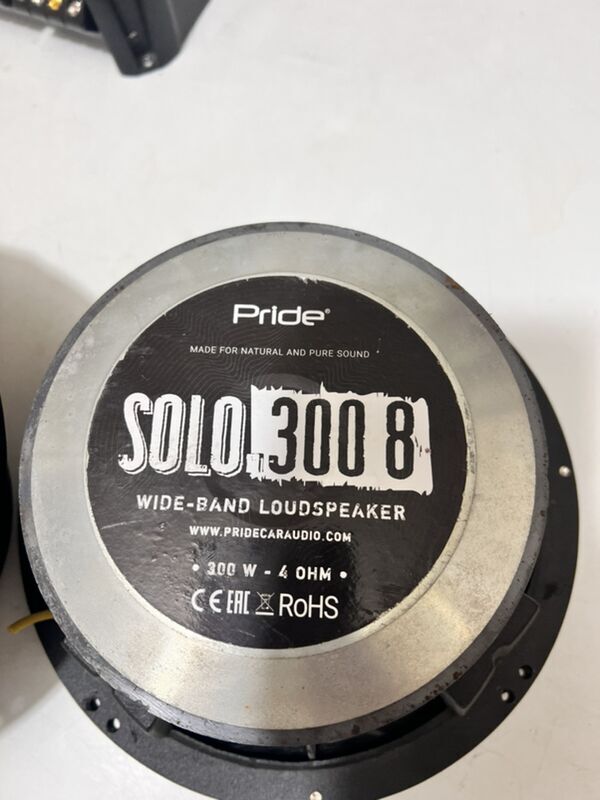 Pride®
MADE FOR NATURAL AND PURE SOUND
SOLO.300 8
WIDE-BAND LOUDSPEAKER
WWW.PRIDECARAUDIO.COM
• 300 W - 4 OHM •
CE EAC RoHS